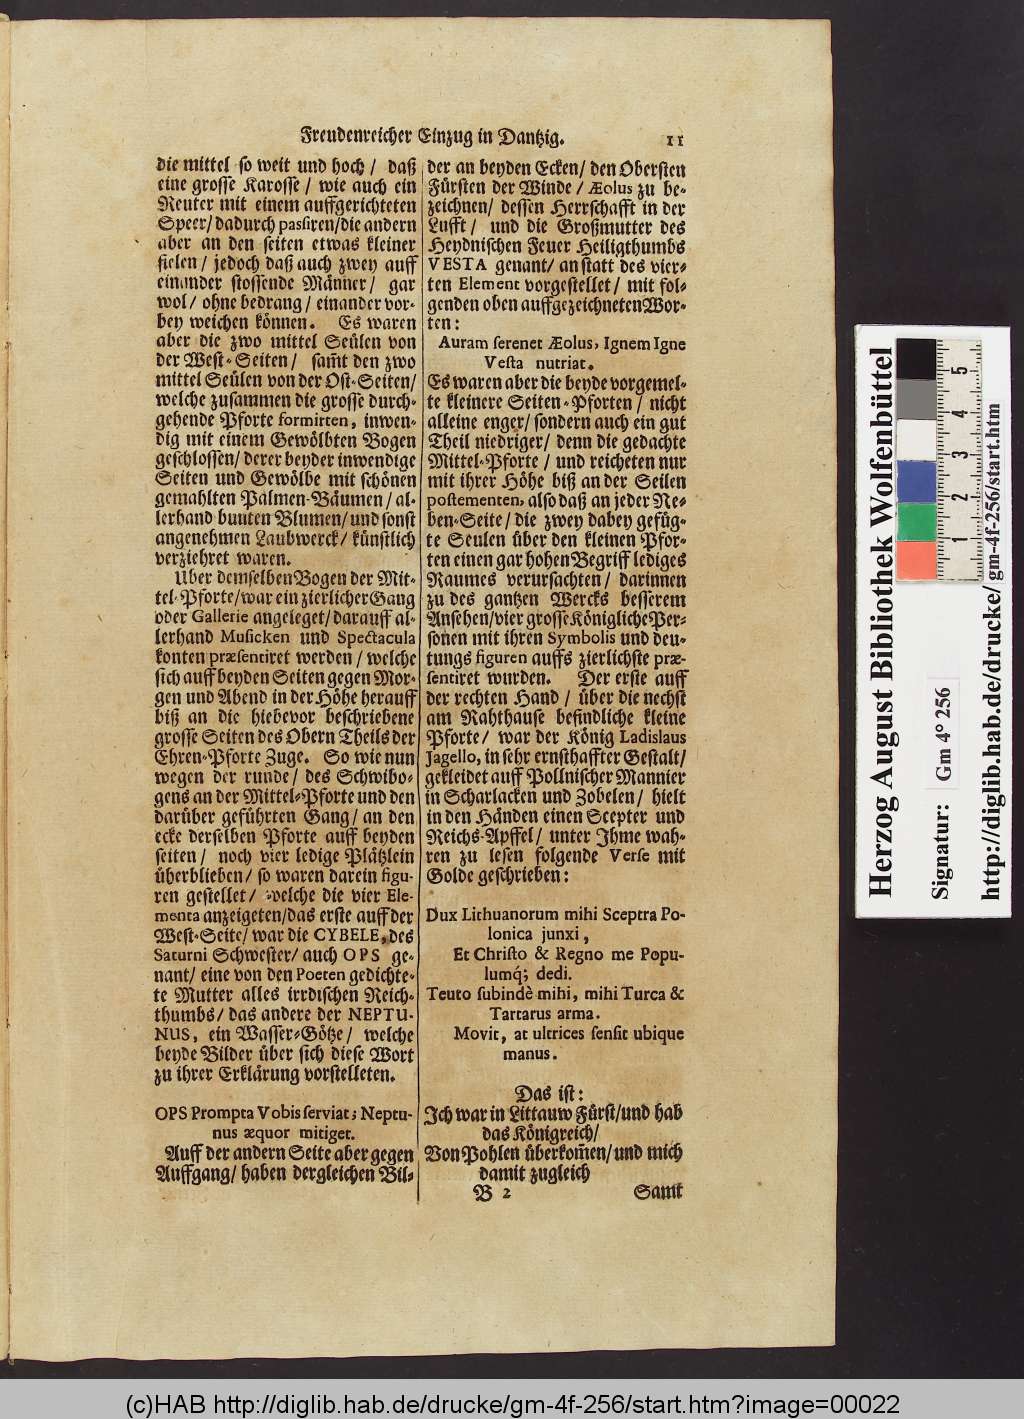 Freudenreicher Einzug in Dantzig. 11
die mittel so weit und hoch / daß
eine grosse Karosse / wie auch ein
Reuter mit einem auffgerichteten
Speer / dadurch passiren / die andern
aber an den seiten etwas kleiner
fielen / jedoch daß auch zwey auff
einander stossende Männer / gar
wol / ohne bedrang / einander vor-
bey weichen können. Es waren
aber die zwo mittel Seülen von
der West-Seiten / sam̃t den zwo
mittel Seülen von der Ost-Seiten /
welche zusammen die grosse durch-
gehende Pforte formirten, inwen-
dig mit einem Gewölbten Bogen
geschlossen / derer beyder inwendige
Seiten und Gewölbe mit schönen
gemahlten Palmen-Bäumen / al-
lerhand bunten Blumen / und sonst
angenehmen Laubwerck / künstlich
verziehret waren.
Uber demselben Bogen der Mit-
tel-Pforte / war ein zierlicher Gang
oder Gallerie angeleget / darauff al-
lerhand Musicken und Spectacula
konten præsentiret werden / welche
sich auff beyden Seiten gegen Mor-
gen und Abend in der Höhe herauff
biß an die hiebevor beschriebene
grosse Seiten des Obern Theils der
Ehren-Pforte Zuge. So wie nun
wegen der runde / des Schwibo-
gens an der Mittel-Pforte und den
darüber geführten Gang / an den
ecke derselben Pforte auff beyden
seiten / noch vier ledige Plätzlein
überblieben / so waren darein figu-
ren gestellet / welche die vier Ele-
menta anzeigeten / das erste auff der
West-Seite / war die CYBELE, des
Saturni Schwester / auch OPS ge-
nant / eine von den Poeten gedichte-
te Mutter alles irrdischen Reich-
thumbs / das andere der NEPTU-
NUS, ein Wasser-Götze / welche
beyde Bilder über sich diese Wort
zu ihrer Erklärung vorstelleten.
OPS Prompta Vobis serviat; Neptu-
nus æquor mitiget.
Auff der andern Seite aber gegen
Auffgang / haben dergleichen Bil-
der an beyden Ecken / den Obersten
Fürsten der Winde / Æolus zu be-
zeichnen / dessen Herrschafft in der
Lufft / und die Großmutter des
Heydnischen Feuer Heiligthumbs
VESTA genant / an statt des vier-
ten Element vorgestellet / mit fol-
genden oben auffgezeichneten Wor-
ten:
Auram serenet Æolus, Ignem Igne
Vesta nutriat.
Es waren aber die beyde vorgemel-
te kleinere Seiten-Pforten / nicht
alleine enger / sondern auch ein gut
Theil niedriger / denn die gedachte
Mittel-Pforte / und reicheten nur
mit ihrer Höhe biß an der Seilen
postementen, also daß an jeder Ne-
ben-Seite / die zwey dabey gefüg-
te Seulen über den kleinen Pfor-
ten einen gar hohen Begriff lediges
Raumes verursachten / darinnen
zu des gantzen Wercks besserem
Ansehen / vier grosse Königliche Per-
sonen mit ihren Symbolis und deu-
tungs figuren auffs zierlichste præ-
sentiret wurden. Der erste auff
der rechten Hand / über die nechst
am Rahthause befindliche kleine
Pforte / war der König Ladislaus
Jagello, in sehr ernsthaffter Gestalt /
gekleidet auff Pollnischer Mannier
in Scharlacken und Zobelen / hielt
in den Händen einen Scepter und
Reichs-Apffel / unter Jhme wah-
ren zu lesen folgende Verse mit
Golde geschrieben:
Dux Lithuanorum mihi Sceptra Po-
lonica junxi,
Et Christo & Regno me Popu-
lumq́; dedi.
Teuto subindè mihi, mihi Turca &
Tartarus arma.
Movit, at ultrices sensit ubique
manus.
Das ist:
Jch war in Littauw Fürst / und hab
das Königreich /
Von Pohlen überkom̃en / und mich
damit zugleich
B 2 Samt
Herzog August Bibliothek Wolfenbüttel
Signatur: Gm 4° 256
http://diglib.hab.de/drucke/gm-4f-256/start.htm
1 2 3 4 5
(c)HAB http://diglib.hab.de/drucke/gm-4f-256/start.htm?image=00022